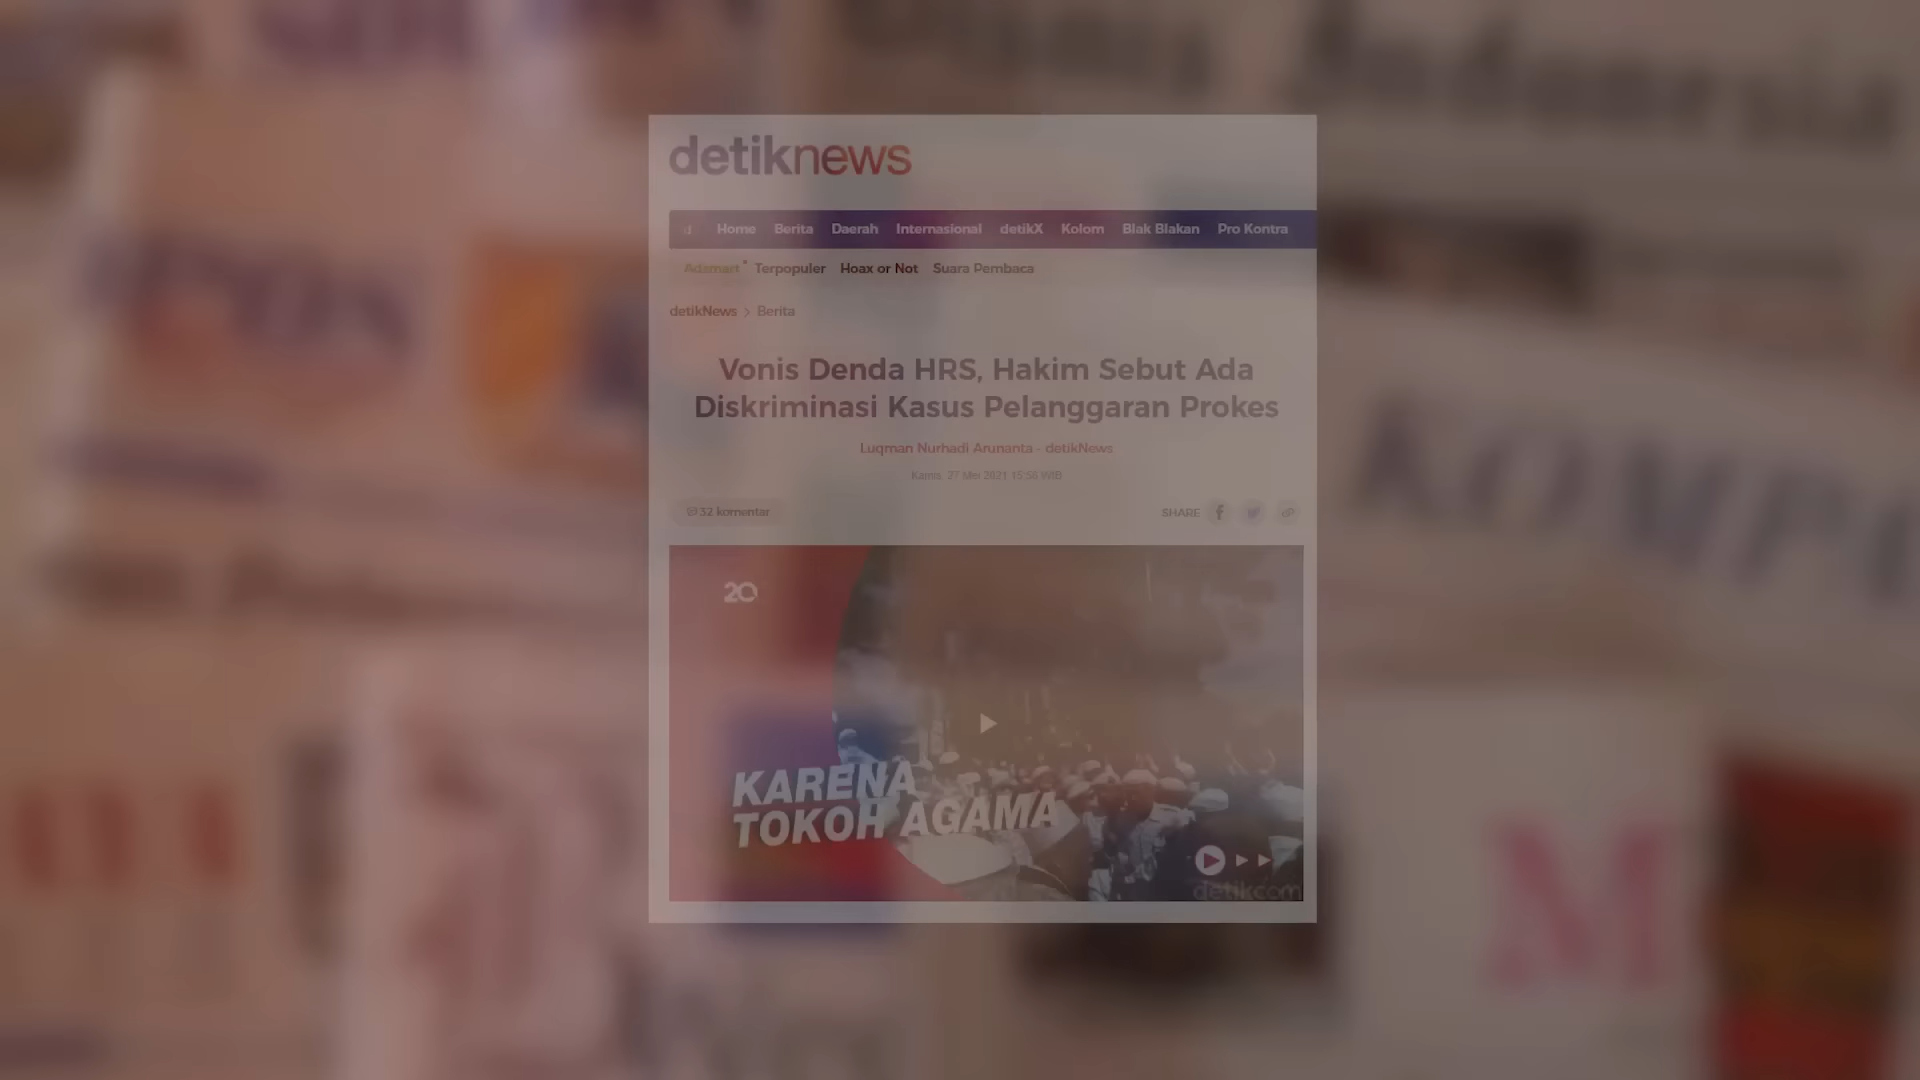 detiknews
d Home Berita Daerah Internasional detikX Kolom Blak Blakan Pro Kontra
Adsmart Terpopuler Hoax or Not Suara Pembaca
detikNews > Berita
Vonis Denda HRS, Hakim Sebut Ada
Diskriminasi Kasus Pelanggaran Prokes
Luqman Nurhadi Arunanta - detikNews
Kamis, 27 Mei 2021 15:56 WIB
32 komentar
SHARE
20
KARENA
TOKOH AGAMA
detikcom